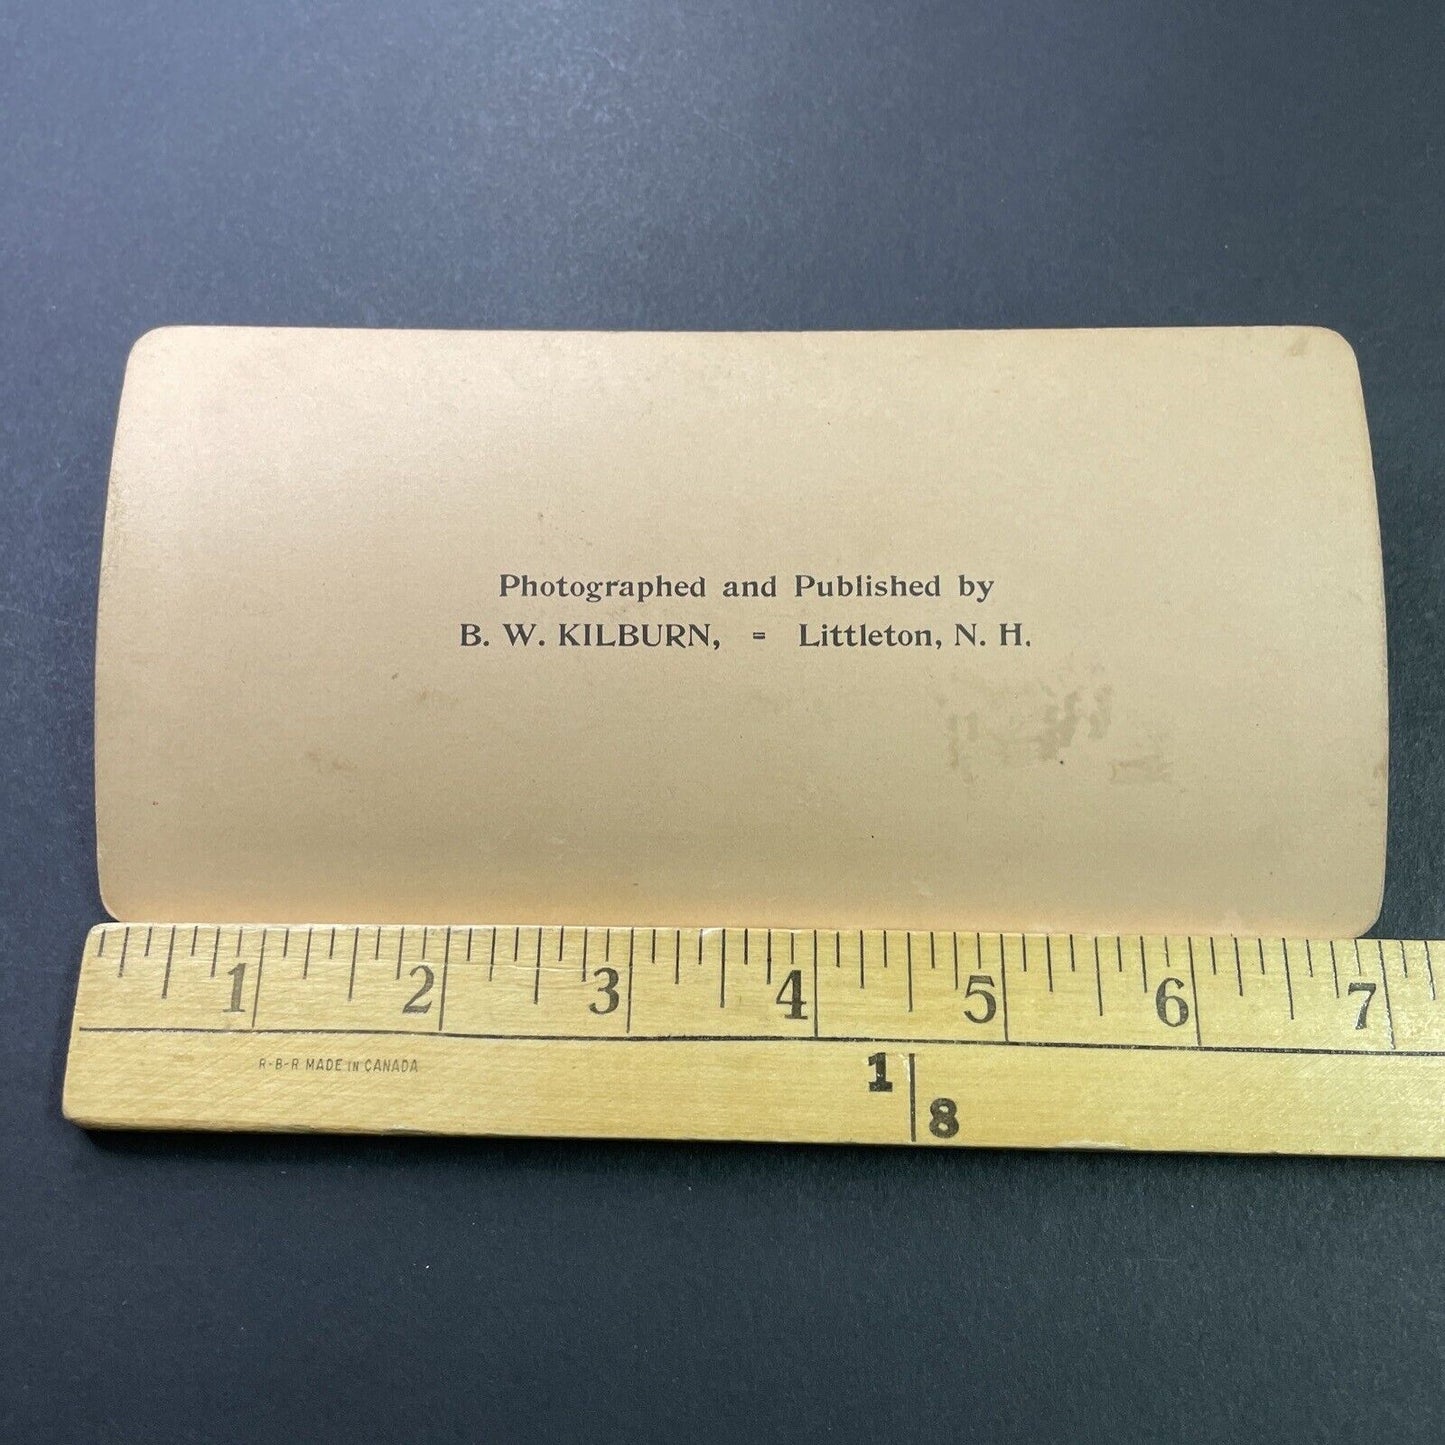 Photographed and Published by
B. W. KILBURN, = Littleton, N. H.
1 2 3 4 5 6 7
R-B-R MADE IN CANADA
1
8